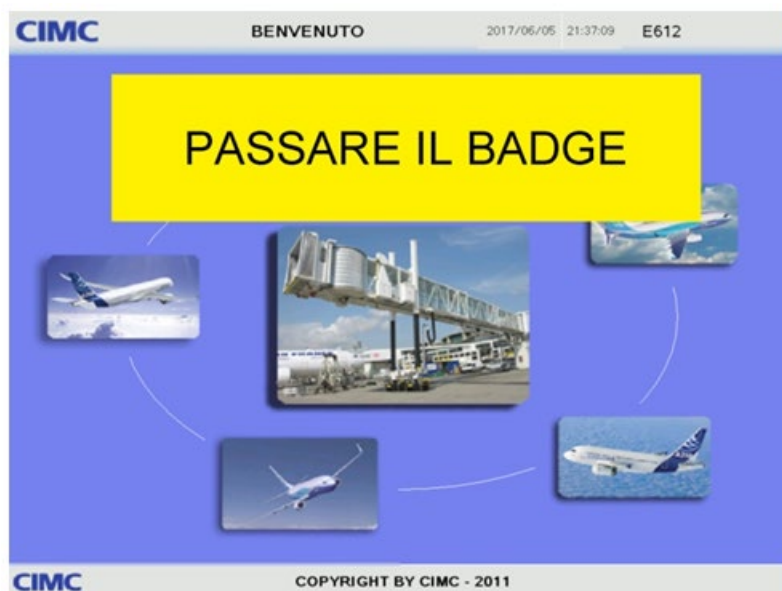 CIMC
BENVENUTO
2017/06/05 21:37:09
E612
PASSARE IL BADGE
CIMC
COPYRIGHT BY CIMC - 2011